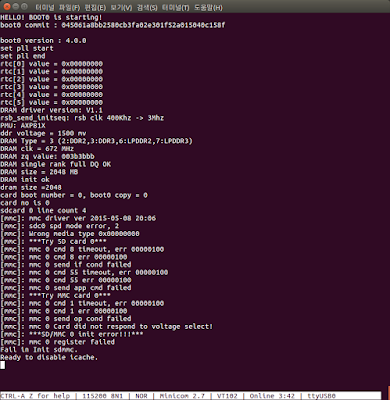 터미널 파일(F) 편집(E) 보기(V) 검색(S) 터미널(T) 도움말(H)
HELLO! BOOT0 is starting!
boot0 commit : 045061a8bb2580cb3fa02e301f52a015040c158f
boot0 version : 4.0.0
set pll start
set pll end
rtc[0] value = 0x00000000
rtc[1] value = 0x00000000
rtc[2] value = 0x00000000
rtc[3] value = 0x00000000
rtc[4] value = 0x00000000
rtc[5] value = 0x00000000
DRAM driver version: V1.1
rsb_send_initseq: rsb clk 400Khz -> 3Mhz
PMU: AXP81X
ddr voltage = 1500 mv
DRAM Type = 3 (2:DDR2,3:DDR3,6:LPDDR2,7:LPDDR3)
DRAM clk = 672 MHz
DRAM zq value: 003b3bbb
DRAM single rank full DQ OK
DRAM size = 2048 MB
DRAM init ok
dram size =2048
card boot number = 0, boot0 copy = 0
card no is 0
sdcard 0 line count 4
[mmc]: mmc driver ver 2015-05-08 20:06
[mmc]: sdc0 spd mode error, 2
[mmc]: Wrong media type 0x00000000
[mmc]: ***Try SD card 0***
[mmc]: mmc 0 cmd 8 timeout, err 00000100
[mmc]: mmc 0 cmd 8 err 00000100
[mmc]: mmc 0 send if cond failed
[mmc]: mmc 0 cmd 55 timeout, err 00000100
[mmc]: mmc 0 cmd 55 err 00000100
[mmc]: mmc 0 send app cmd failed
[mmc]: ***Try MMC card 0***
[mmc]: mmc 0 cmd 1 timeout, err 00000100
[mmc]: mmc 0 cmd 1 err 00000100
[mmc]: mmc 0 send op cond failed
[mmc]: mmc 0 Card did not respond to voltage select!
[mmc]: ***SD/MMC 0 init error!!!***
[mmc]: mmc 0 register failed
Fail in Init sdmmc.
Ready to disable icache.
CTRL-A Z for help | 115200 8N1 | NOR | Minicom 2.7 | VT102 | Online 3:42 | ttyUSB0